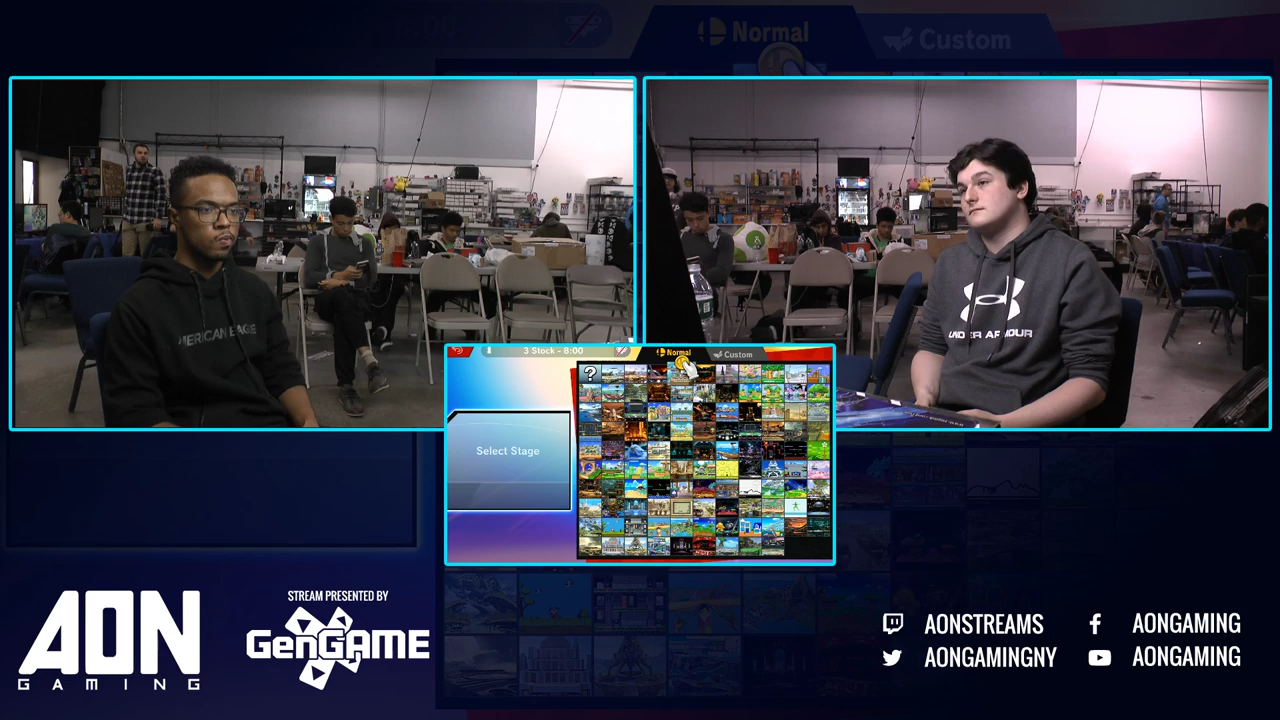 Normal
Custom
AMERICAN EAGLE
UNDER ARMOUR
3 Stock - 8:00
Normal
Custom
Select Stage
?
AON
GAMING
STREAM PRESENTED BY
GenGAME
AONSTREAMS
AONGAMING
AONGAMINGNY
AONGAMING